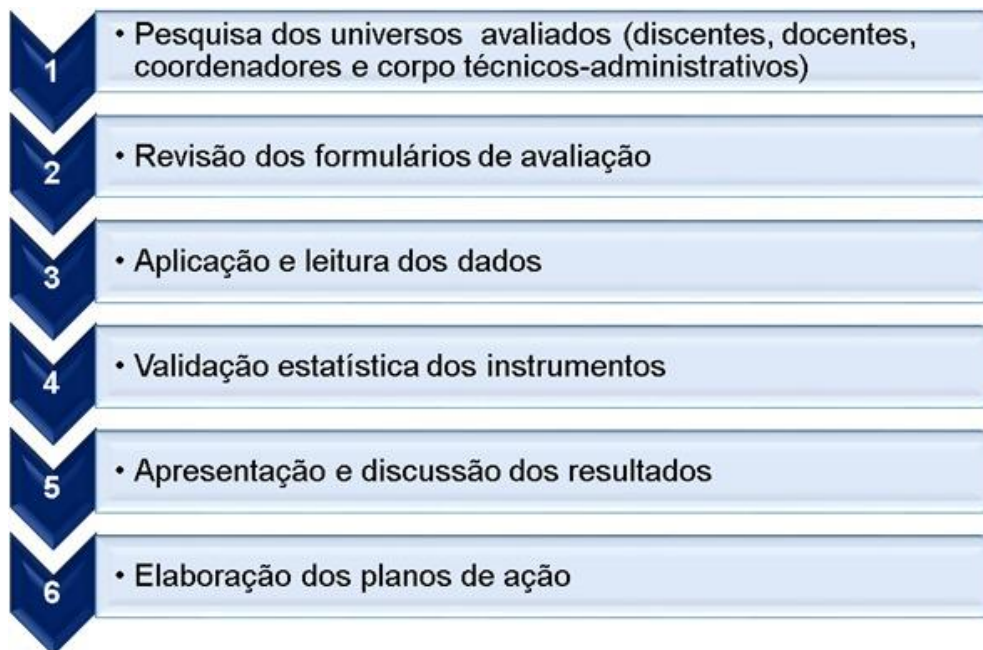 1
• Pesquisa dos universos avaliados (discentes, docentes,
coordenadores e corpo técnicos-administrativos)
2
• Revisão dos formulários de avaliação
3
• Aplicação e leitura dos dados
4
• Validação estatística dos instrumentos
5
• Apresentação e discussão dos resultados
6
• Elaboração dos planos de ação